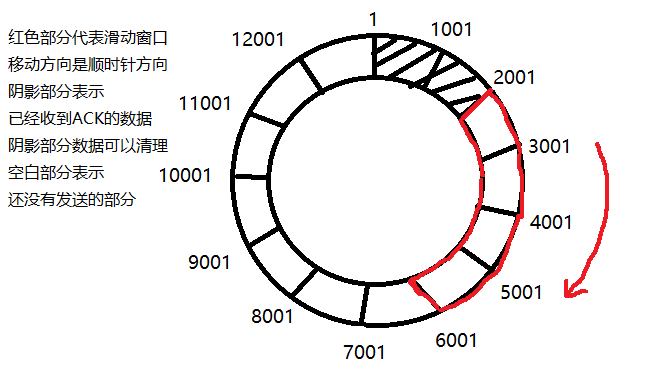 红色部分代表滑动窗口
移动方向是顺时针方向
阴影部分表示
已经收到ACK的数据
阴影部分数据可以清理
空白部分表示
还没有发送的部分
1
1001
2001
3001
4001
5001
6001
7001
8001
9001
10001
11001
12001